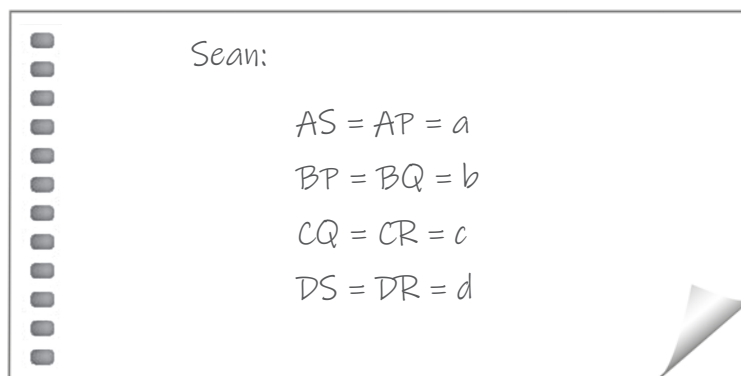 Sean:
AS = AP = a
BP = BQ = b
CQ = CR = c
DS = DR = d